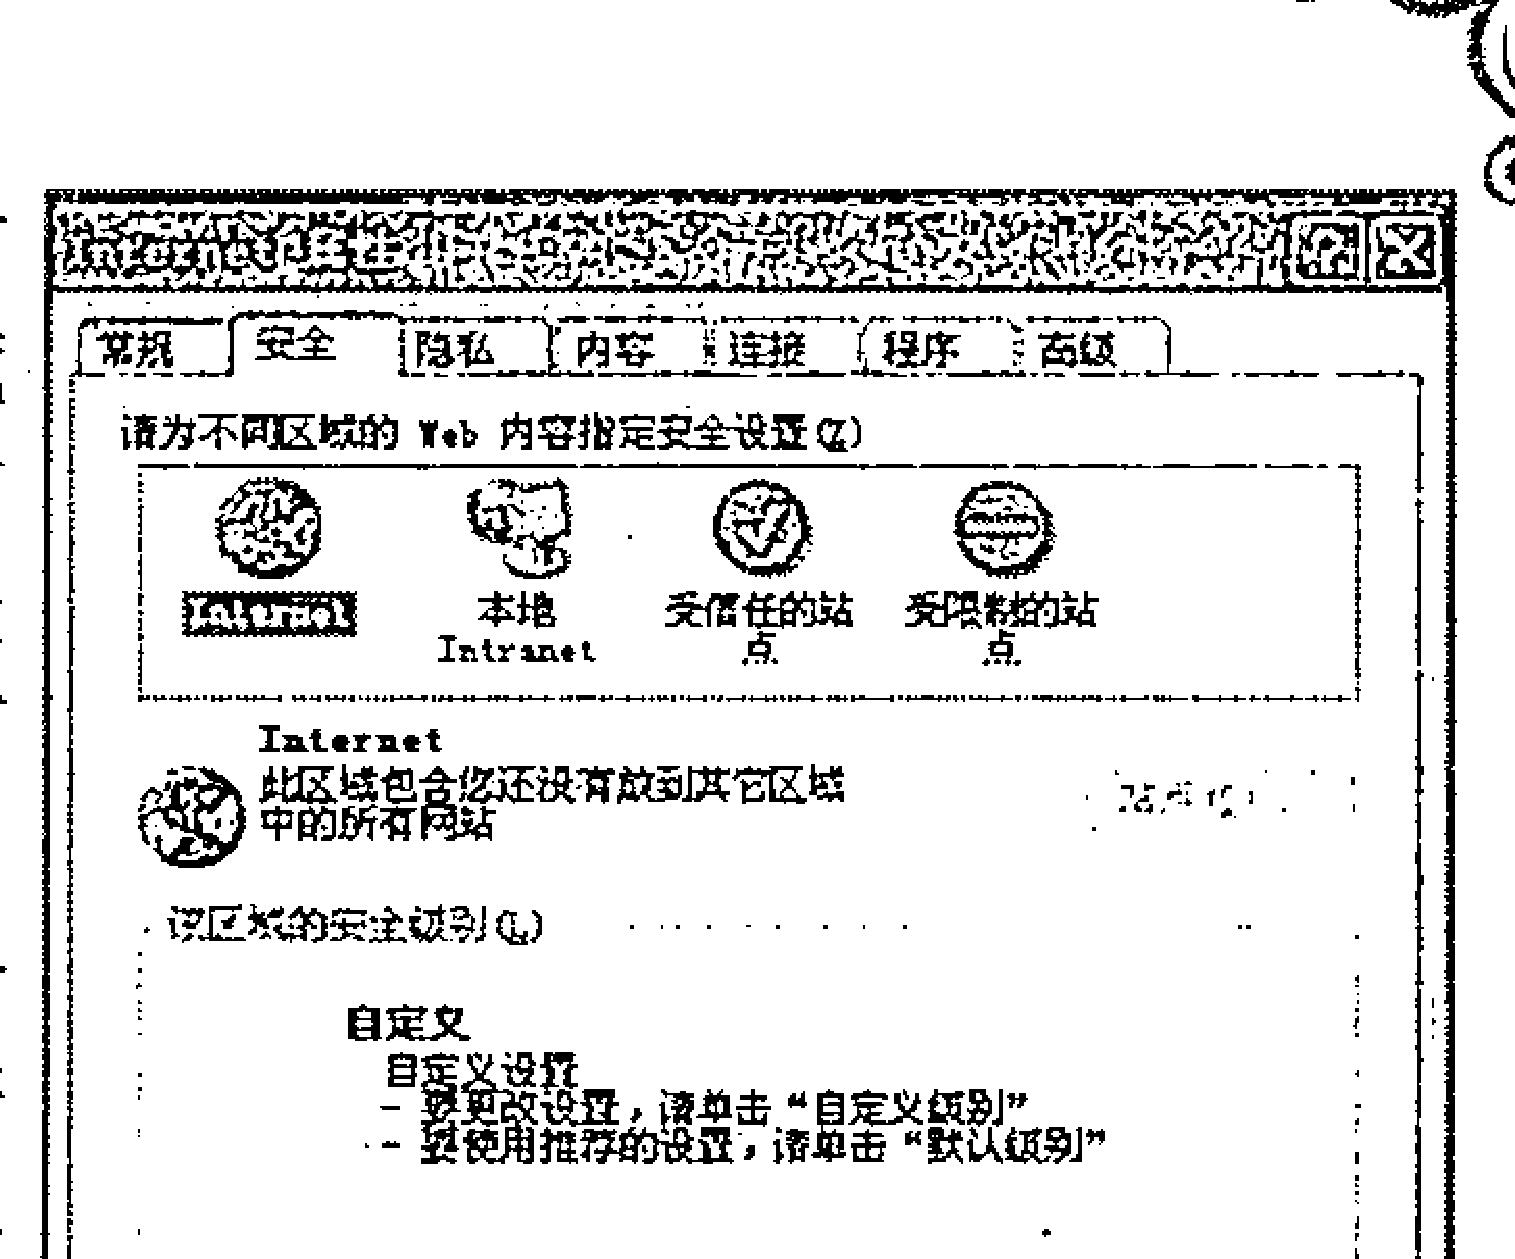 Internet
常规 安全 隐私 内容 连接 程序 高级
请为不同区域的 Web 内容指定安全设置(Z)
Internet 本地 Intranet 受信任的站点 受限制的站点
Internet
此区域包含您还没有放到其它区域
中的所有网站
该区域的安全级别(L)
自定义
自定义设置
- 要更改设置，请单击“自定义级别”
- 要使用推荐的设置，请单击“默认级别”